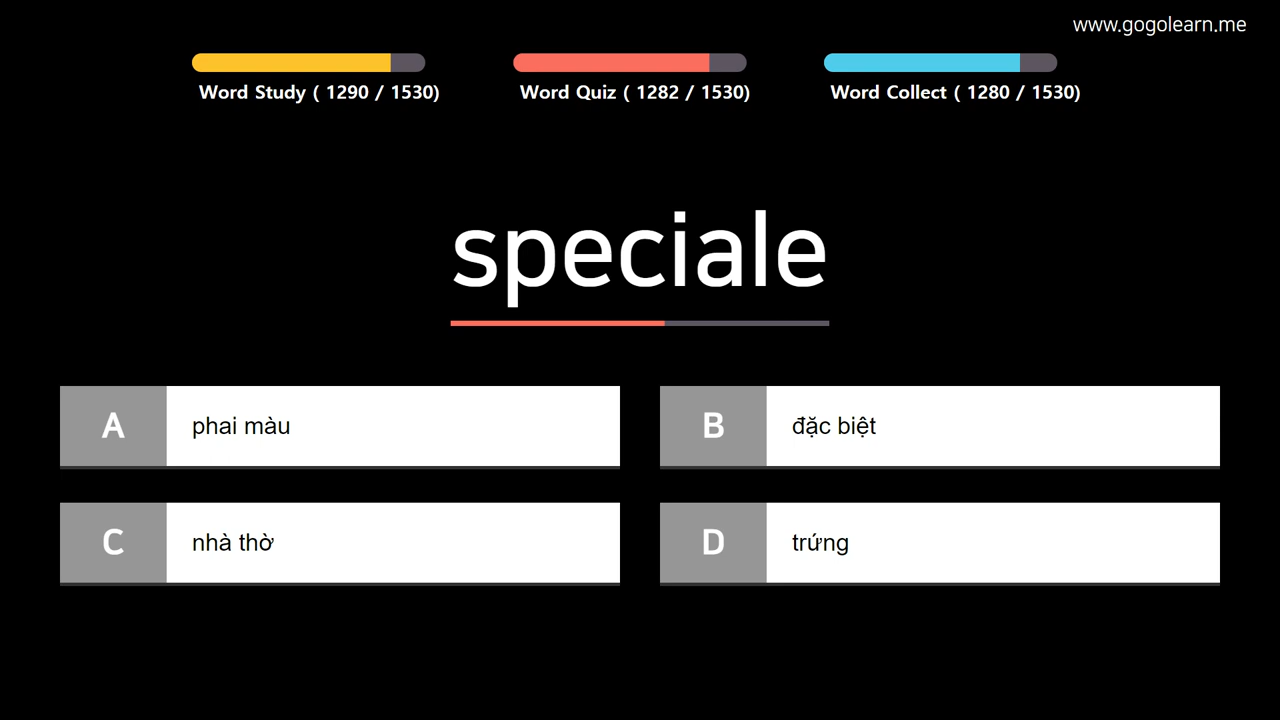 www.gogolearn.me
Word Study ( 1290 / 1530)
Word Quiz ( 1282 / 1530)
Word Collect ( 1280 / 1530)
speciale
A phai màu
B đặc biệt
C nhà thờ
D trứng